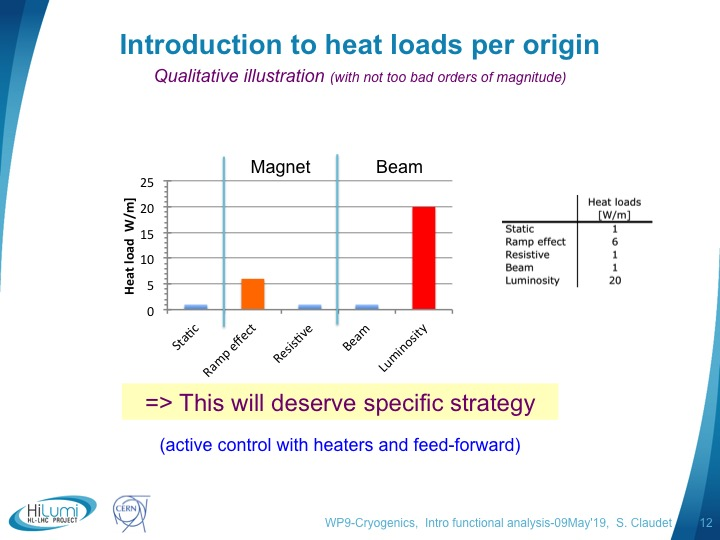 Introduction to heat loads per origin
Qualitative illustration (with not too bad orders of magnitude)
Magnet
Beam
Heat load W/m]
25
20
15
10
5
0
Static
Ramp effect
Resistive
Beam
Luminosity
Heat loads
[W/m]
Static 1
Ramp effect 6
Resistive 1
Beam 1
Luminosity 20
=> This will deserve specific strategy
(active control with heaters and feed-forward)
HiLumi
HL-LHC PROJECT
CERN
WP9-Cryogenics, Intro functional analysis-09May'19, S. Claudet 12